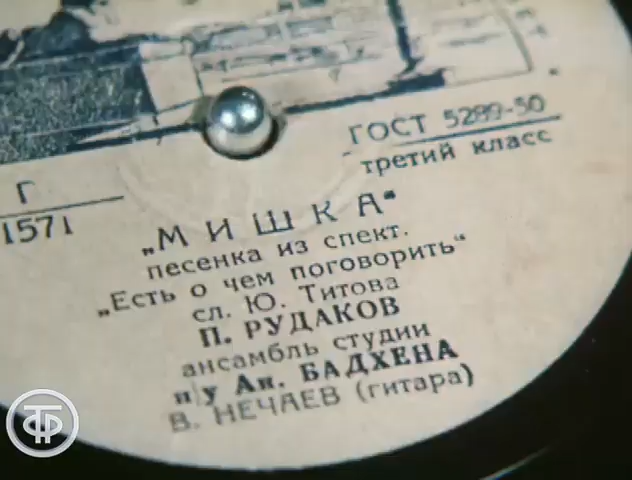 ГОСТ 5289-50
третий класс
Г
1571
„МИШКА"
песенка из спект.
„Есть о чем поговорить"
сл. Ю. Титова
П. РУДАКОВ
ансамбль студии
п/у Ан. БАДХЕНА
В. НЕЧАЕВ (гитара)